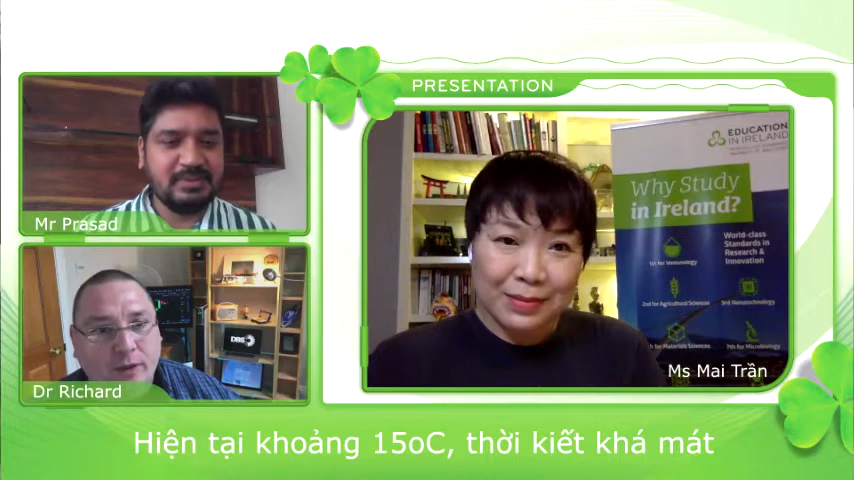 PRESENTATION
Mr Prasad
EDUCATION
IN IRELAND
Why Study
in Ireland?
World-class
Standards in
Research &
Innovation
1st for Immunology
2nd for Agricultural Sciences
3rd Nanotechnology
for Materials Sciences
7th for Microbiology
DBS
Dr Richard
Ms Mai Trần
Hiện tại khoảng 15oC, thời kiết khá mát